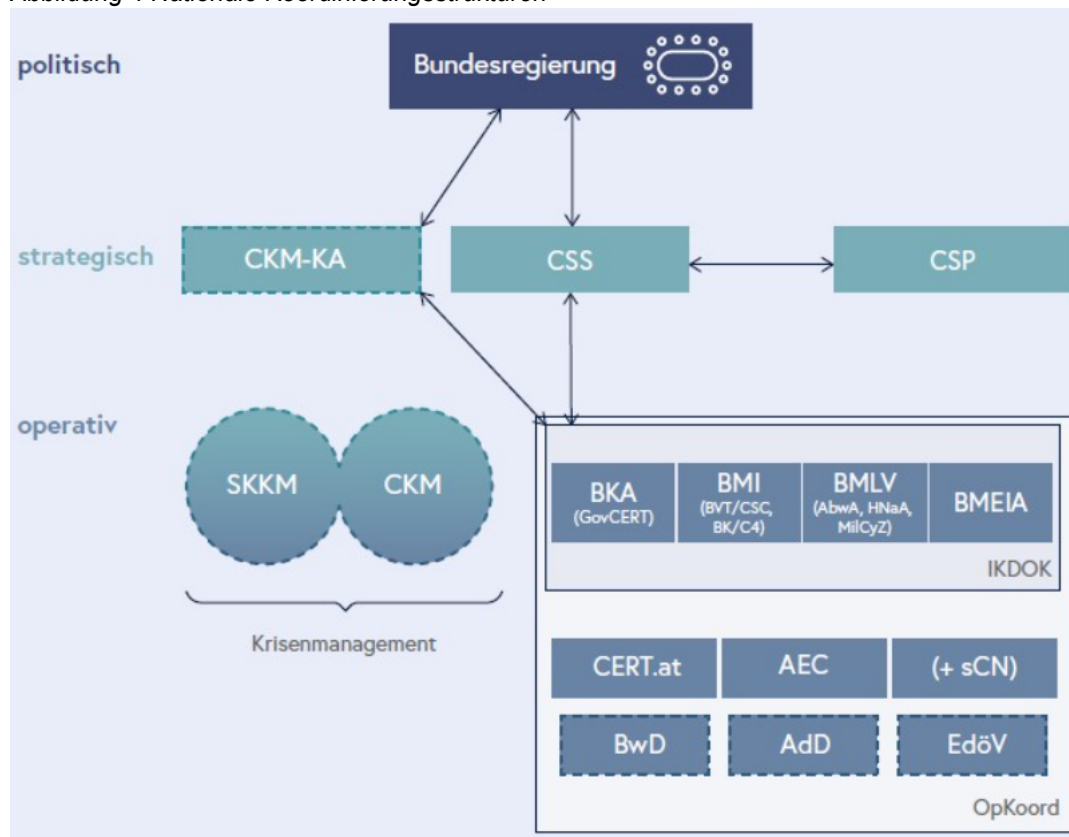 Abbildung 4 Nationale Koordinierungsstrukturen
politisch
Bundesregierung
strategisch
CKM-KA
CSS
CSP
operativ
SKKM
CKM
Krisenmanagement
BKA
(GovCERT)
BMI
(BVT/CSC,
BK/C4)
BMLV
(AbwA, HNaA,
MilCyZ)
BMEIA
IKDOK
CERT.at
AEC
(+ sCN)
BwD
AdD
EdöV
OpKoord